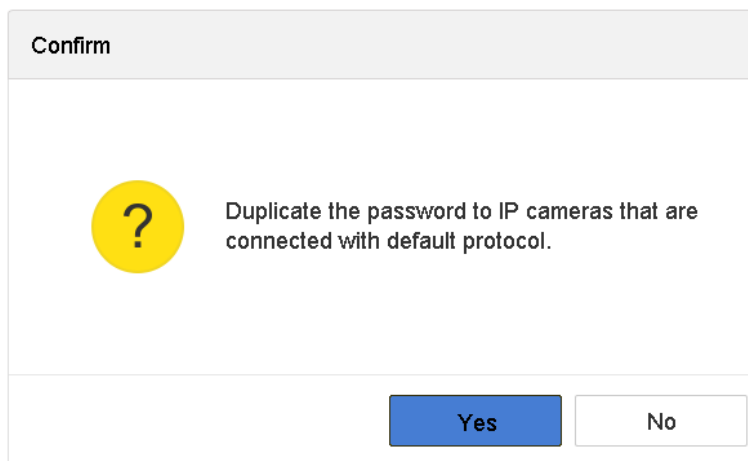 Confirm
?
Duplicate the password to IP cameras that are
connected with default protocol.
Yes
No